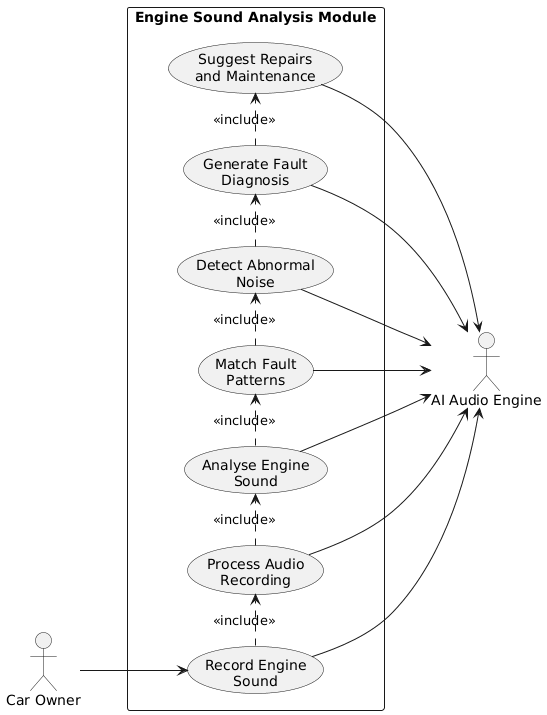 Engine Sound Analysis Module
Suggest Repairs
and Maintenance
«include»
Generate Fault
Diagnosis
«include»
Detect Abnormal
Noise
«include»
Match Fault
Patterns
AI Audio Engine
«include»
Analyse Engine
Sound
«include»
Process Audio
Recording
«include»
Record Engine
Sound
Car Owner